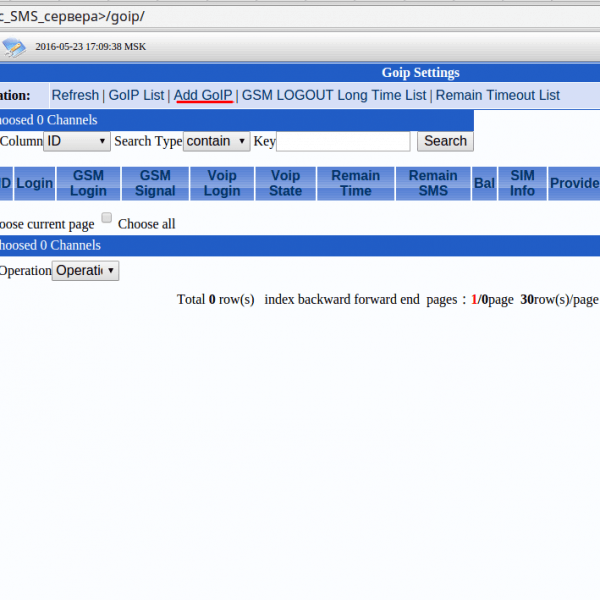 с_SMS_сервера>/goip/
2016-05-23 17:09:38 MSK
Goip Settings
ation: Refresh | GoIP List | Add GoIP | GSM LOGOUT Long Time List | Remain Timeout List
hoosed 0 Channels
Column ID Search Type contain Key Search
ID Login GSM Login GSM Signal Voip Login Voip State Remain Time Remain SMS Bal SIM Info Provide
oose current page Choose all
hoosed 0 Channels
Operation Operati
Total 0 row(s) index backward forward end pages : 1/0page 30row(s)/page